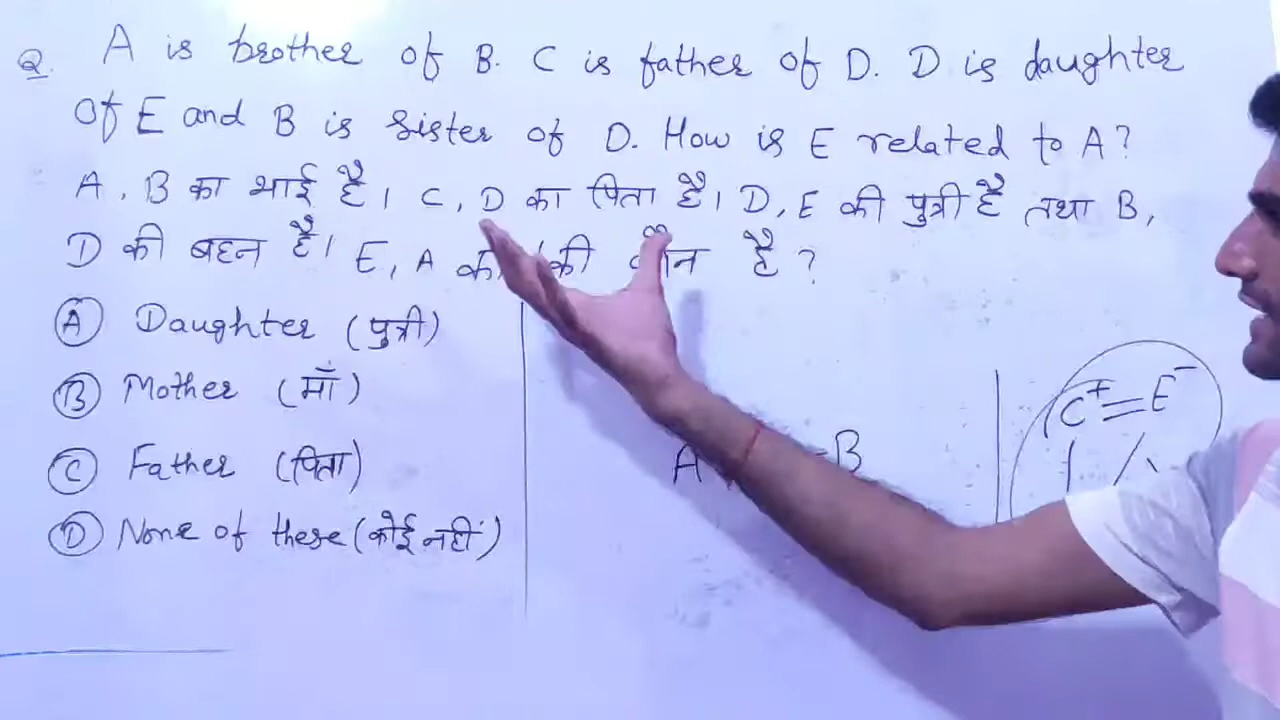 Q. A is brother of B. C is father of D. D is daughter
of E and B is sister of D. How is E related to A?
A, B का भाई है। C, D का पिता है। D, E की पुत्री है तथा B,
D की बहन है। E, A की है ?
(A) Daughter (पुत्री)
(B) Mother (माँ)
(C) Father (पिता)
(D) None of these (कोई नहीं)
A B
C+ = E-